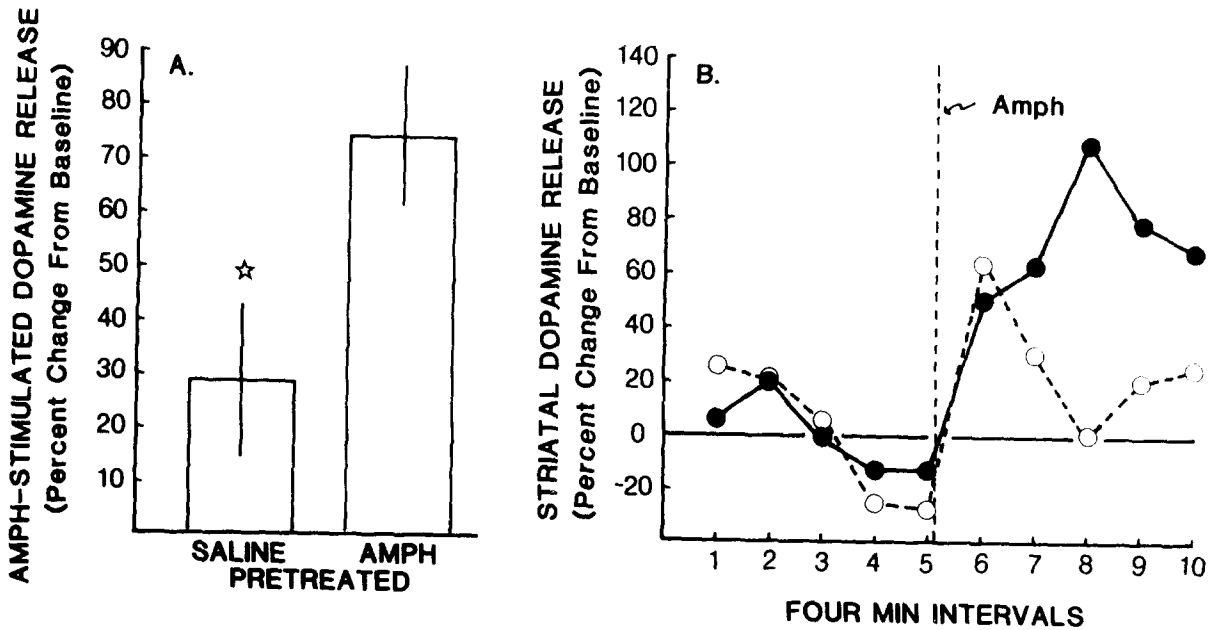 AMPH-STIMULATED DOPAMINE RELEASE
(Percent Change From Baseline)
90
80
70
60
50
40
30
20
10
A.
☆
SALINE
AMPH
PRETREATED
STRIATAL DOPAMINE RELEASE
(Percent Change From Baseline)
140
120
100
80
60
40
20
0
-20
B.
Amph
1 2 3 4 5 6 7 8 9 10
FOUR MIN INTERVALS